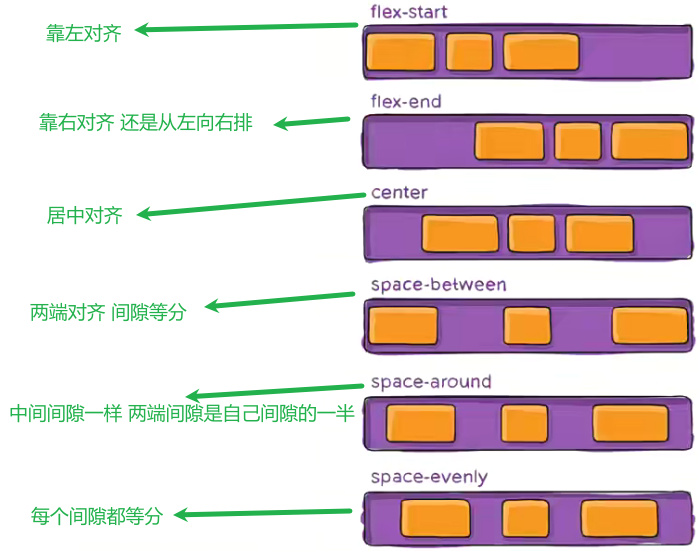 flex-start
靠左对齐
flex-end
靠右对齐 还是从左向右排
center
居中对齐
space-between
两端对齐 间隙等分
space-around
中间间隙一样 两端间隙是自己间隙的一半
space-evenly
每个间隙都等分